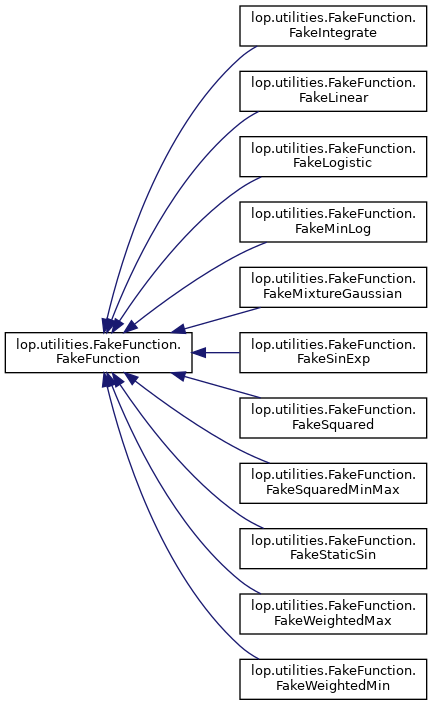 lop.utilities.FakeFunction.
FakeIntegrate
lop.utilities.FakeFunction.
FakeLinear
lop.utilities.FakeFunction.
FakeLogistic
lop.utilities.FakeFunction.
FakeMinLog
lop.utilities.FakeFunction.
FakeMixtureGaussian
lop.utilities.FakeFunction.
FakeFunction
lop.utilities.FakeFunction.
FakeSinExp
lop.utilities.FakeFunction.
FakeSquared
lop.utilities.FakeFunction.
FakeSquaredMinMax
lop.utilities.FakeFunction.
FakeStaticSin
lop.utilities.FakeFunction.
FakeWeightedMax
lop.utilities.FakeFunction.
FakeWeightedMin